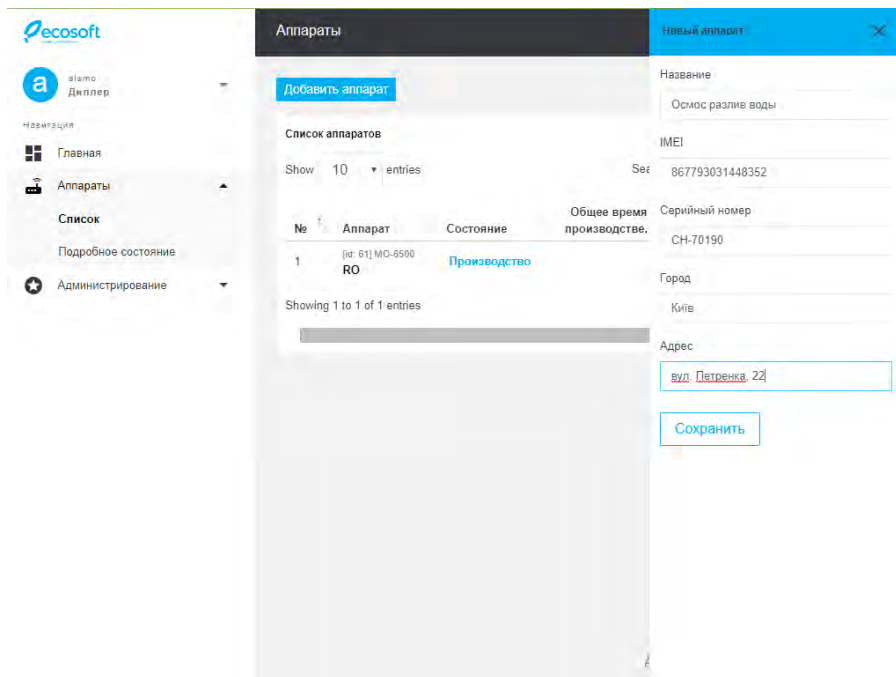 ecosoft
a
alamo
Диллер
Навигация
Главная
Аппараты
Список
Подробное состояние
Администрирование
Аппараты
Добавить аппарат
Список аппаратов
Show 10 entries
Sea
№ Аппарат Состояние Общее время производстве,
1 [id: 61] MO-6500 RO Производство
Showing 1 to 1 of 1 entries
Новый аппарат
Название
Осмос разлив воды
IMEI
867793031448352
Серийный номер
CH-70190
Город
Київ
Адрес
вул. Петренка, 22
Сохранить